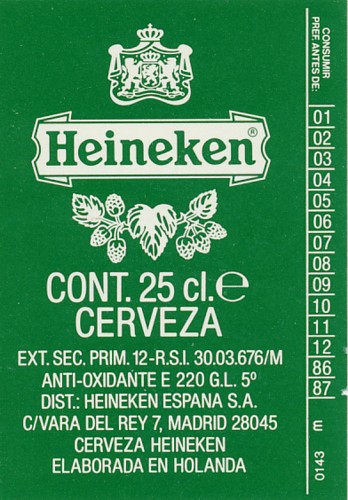 Heineken®
CONT. 25 cl. ℮
CERVEZA
EXT. SEC. PRIM. 12-R.S.I. 30.03.676/M
ANTI-OXIDANTE E 220 G.L. 5º
DIST.: HEINEKEN ESPANA S.A.
C/VARA DEL REY 7, MADRID 28045
CERVEZA HEINEKEN
ELABORADA EN HOLANDA
CONSUMIR
PREF. ANTES DE:
01
02
03
04
05
06
07
08
09
10
11
12
86
87
m
0143